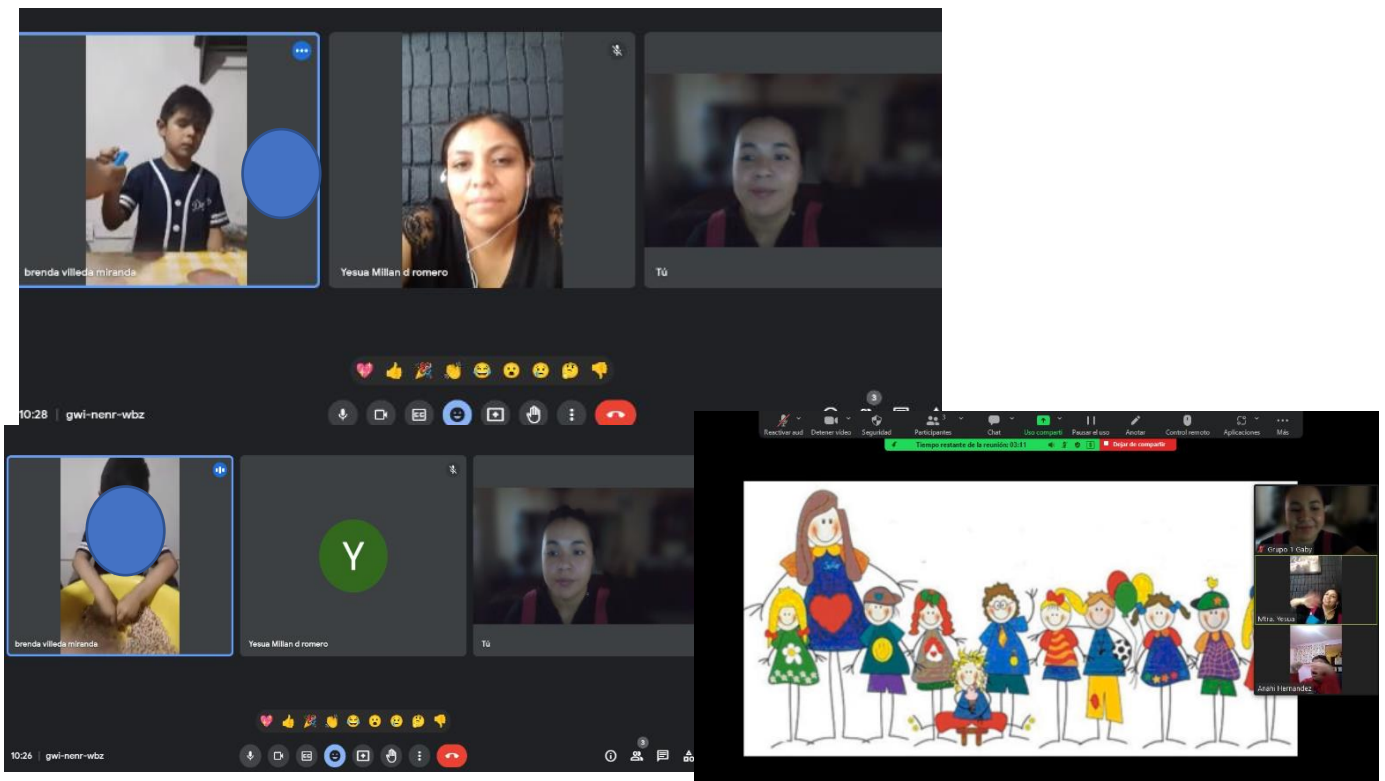 brenda villeda miranda
Yesua Millan d romero
Tú
3
10:28 | gwi-nenr-wbz
Y
brenda villeda miranda
Yesua Millan d romero
Tú
3
10:26 | gwi-nenr-wbz
Reactivar aud Detener video Seguridad Participantes 3 Chat Uso comparti Pausar el uso Anotar Control remoto Aplicaciones Más
Tiempo restante de la reunión: 03:11 Dejar de compartir
Grupo 1 Gaby
Mtra. Yesua
Anahi Hernandez